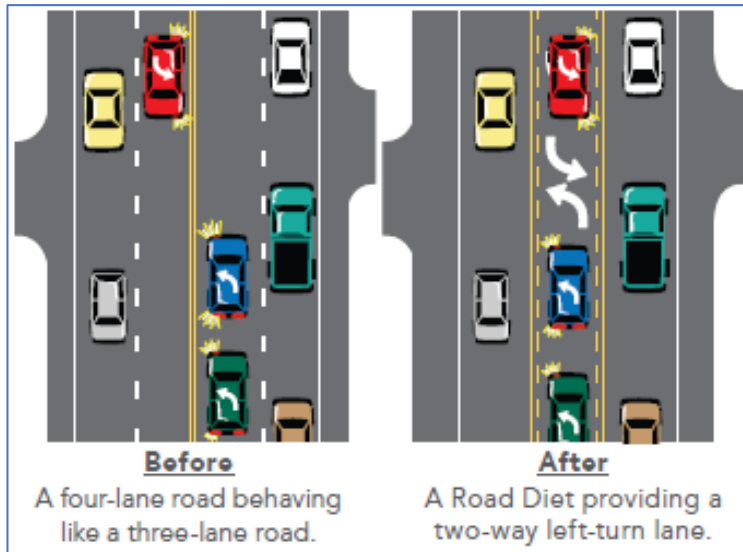 Before
A four-lane road behaving
like a three-lane road.
After
A Road Diet providing a
two-way left-turn lane.